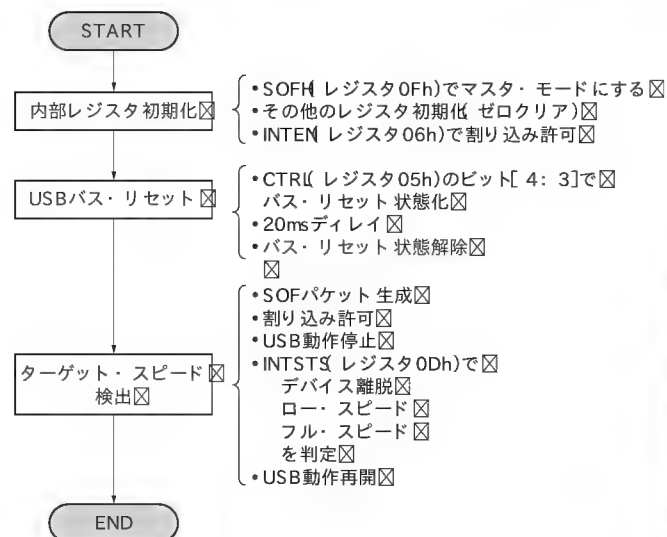 START
内部レジスタ初期化
•SOFH(レジスタ0Fh)でマスタ・モードにする
•その他のレジスタ初期化(ゼロクリア)
•INTEN(レジスタ06h)で割り込み許可
USBバス・リセット
•CTRL(レジスタ05h)のビット[4:3]で
バス・リセット状態化
•20msディレイ
•バス・リセット状態解除
ターゲット・スピード
検出
•SOFパケット生成
•割り込み許可
•USB動作停止
•INTSTS(レジスタ0Dh)で
デバイス離脱
ロー・スピード
フル・スピード
を判定
•USB動作再開
END